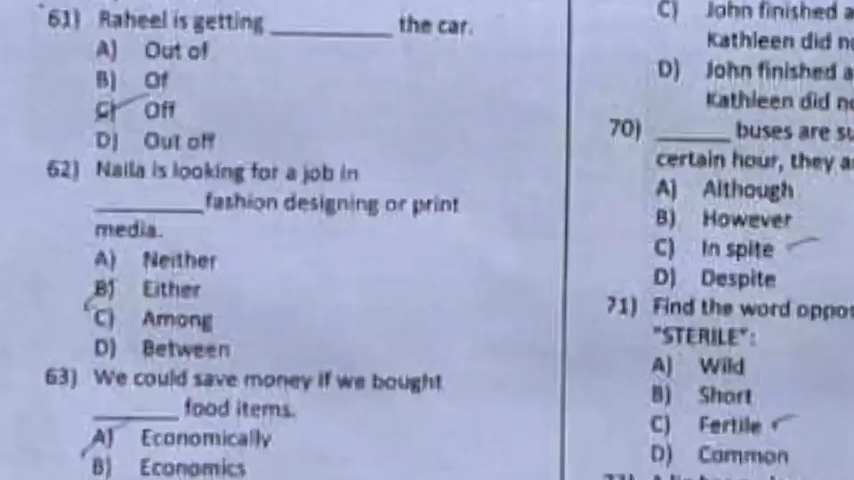 61) Raheel is getting __________ the car.
A) Out of
B) Of
C) Off
D) Out off
62) Naila is looking for a job in
_________ fashion designing or print
media.
A) Neither
B) Either
C) Among
D) Between
63) We could save money if we bought
_______ food items.
A) Economically
B) Economics
C) John finished a
Kathleen did
D) John finished a
Kathleen did
70) ______ buses are
certain hour, they
A) Although
B) However
C) In spite
D) Despite
71) Find the word oppos
"STERILE":
A) Wild
B) Short
C) Fertile
D) Common